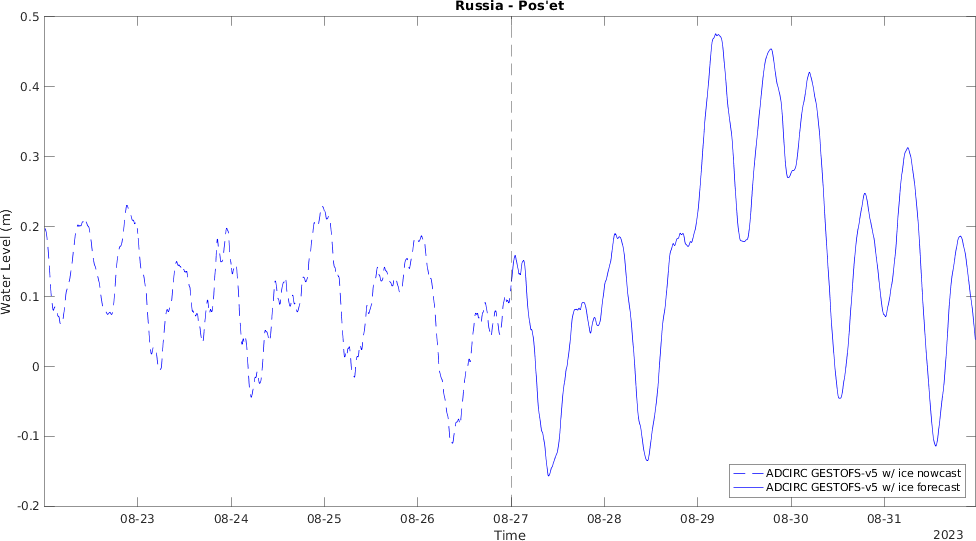 Russia - Pos'et
0.5
0.4
0.3
0.2
0.1
0
-0.1
-0.2
Water Level (m)
ADCIRC GESTOFS-v5 w/ ice nowcast
ADCIRC GESTOFS-v5 w/ ice forecast
08-23 08-24 08-25 08-26 08-27 08-28 08-29 08-30 08-31
Time
2023